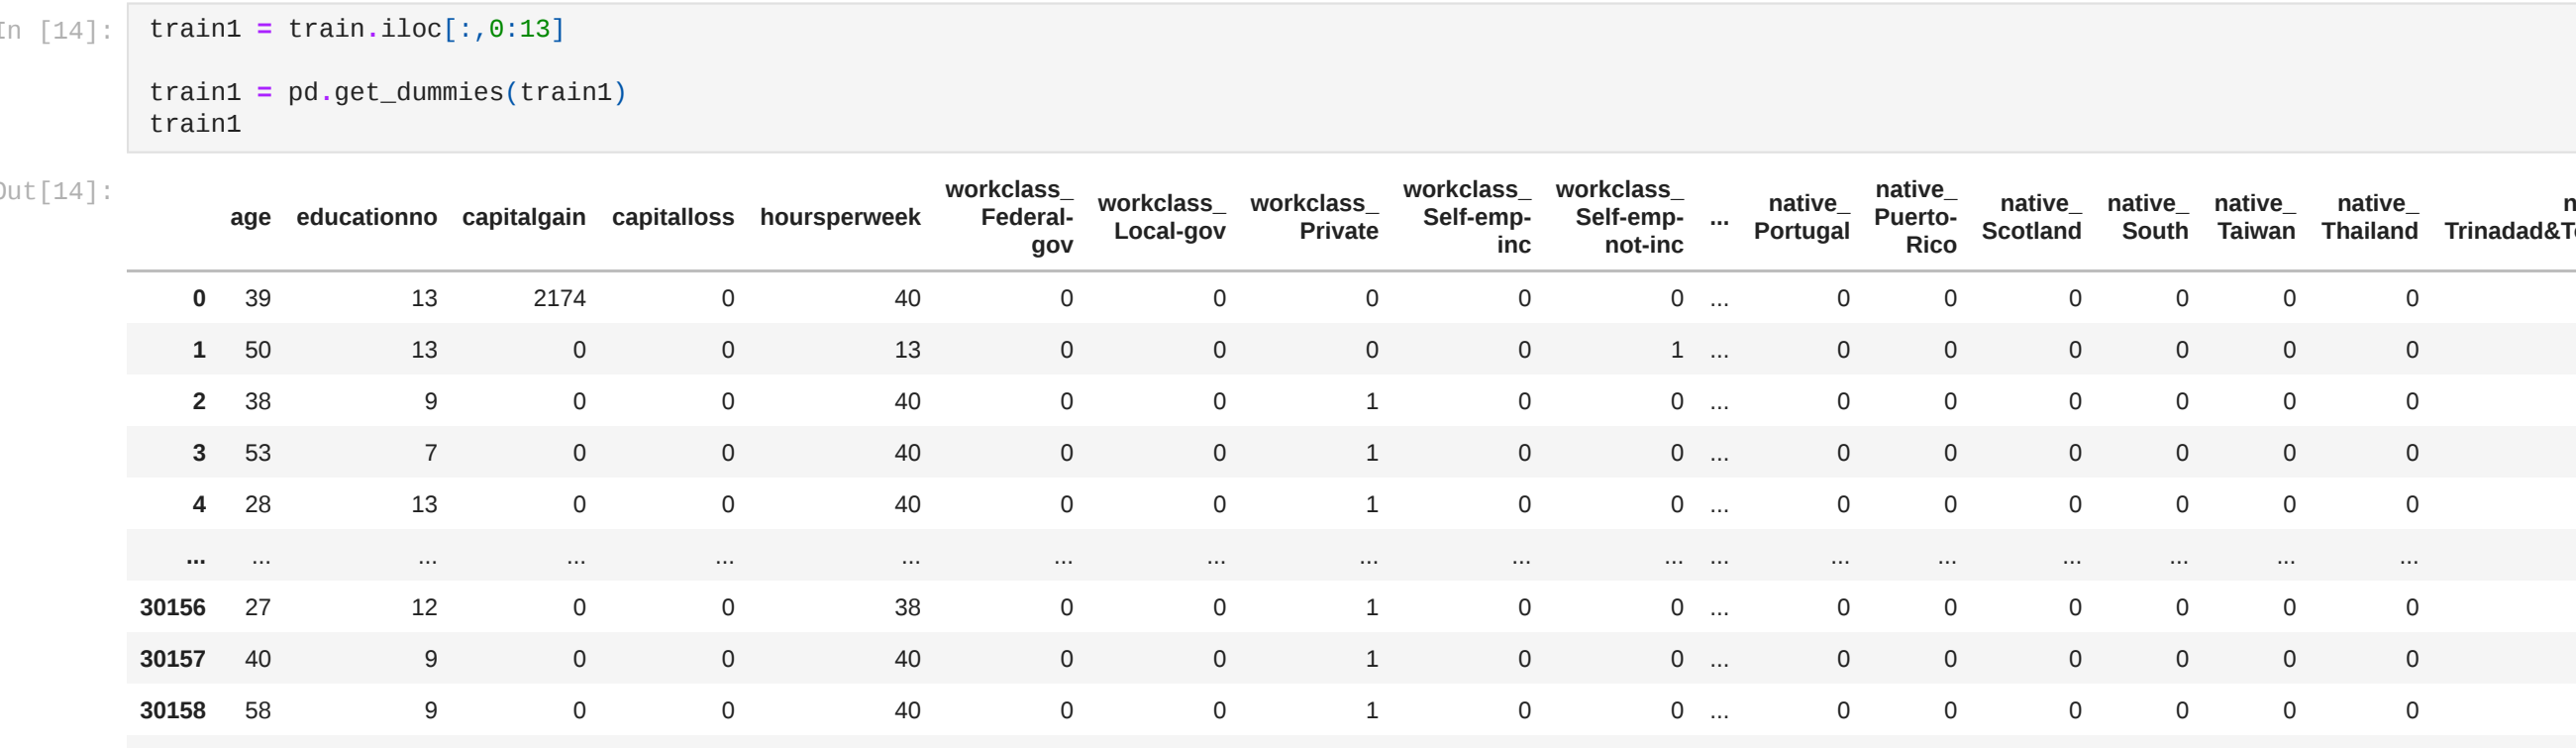 In [14]:
train1 = train.iloc[:,0:13]
train1 = pd.get_dummies(train1)
train1
Out[14]:
age educationno capitalgain capitalloss hoursperweek workclass_ Federal-gov workclass_ Local-gov workclass_ Private workclass_ Self-emp-inc workclass_ Self-emp-not-inc ... native_ Portugal native_ Puerto-Rico native_ Scotland native_ South native_ Taiwan native_ Thailand
0 39 13 2174 0 40 0 0 0 0 0 ... 0 0 0 0 0 0
1 50 13 0 0 13 0 0 0 0 1 ... 0 0 0 0 0 0
2 38 9 0 0 40 0 0 1 0 0 ... 0 0 0 0 0 0
3 53 7 0 0 40 0 0 1 0 0 ... 0 0 0 0 0 0
4 28 13 0 0 40 0 0 1 0 0 ... 0 0 0 0 0 0
... ... ... ... ... ... ... ... ... ... ... ... ... ... ... ... ... ...
30156 27 12 0 0 38 0 0 1 0 0 ... 0 0 0 0 0 0
30157 40 9 0 0 40 0 0 1 0 0 ... 0 0 0 0 0 0
30158 58 9 0 0 40 0 0 1 0 0 ... 0 0 0 0 0 0